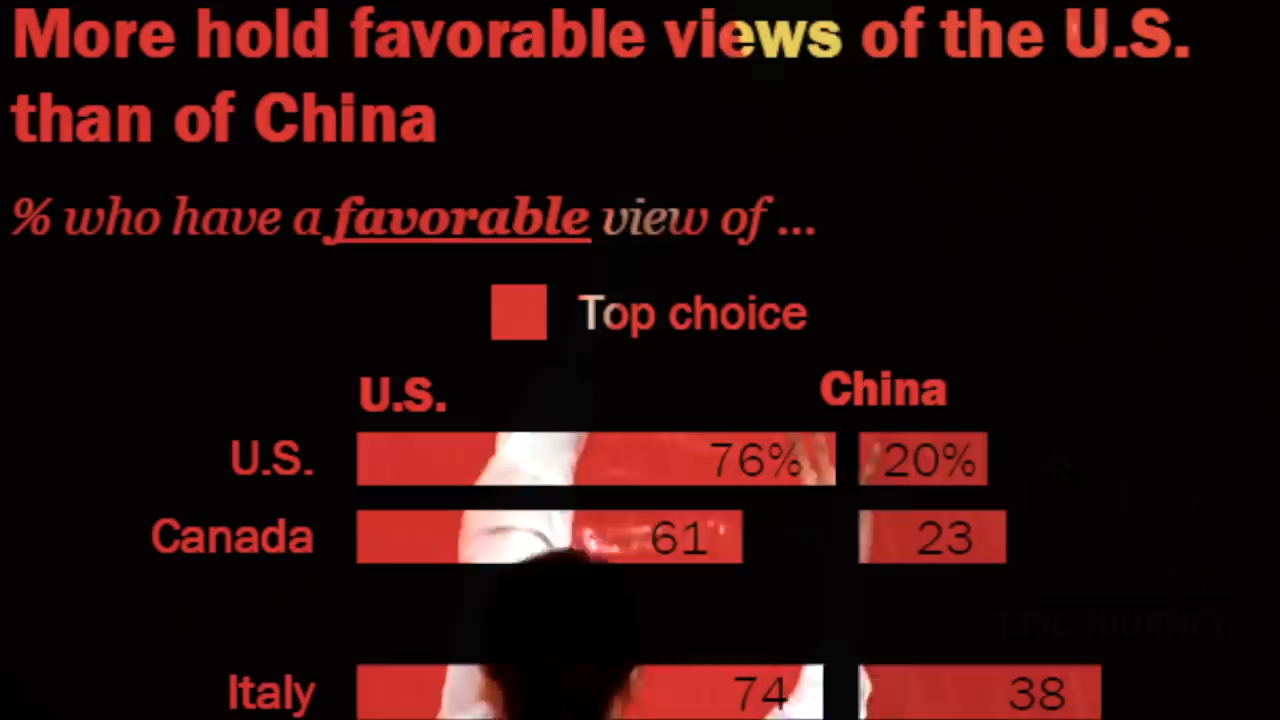 More hold favorable views of the U.S.
than of China
% who have a favorable view of ...
Top choice
U.S. China
U.S. 76% 20%
Canada 61 23
Italy 74 38